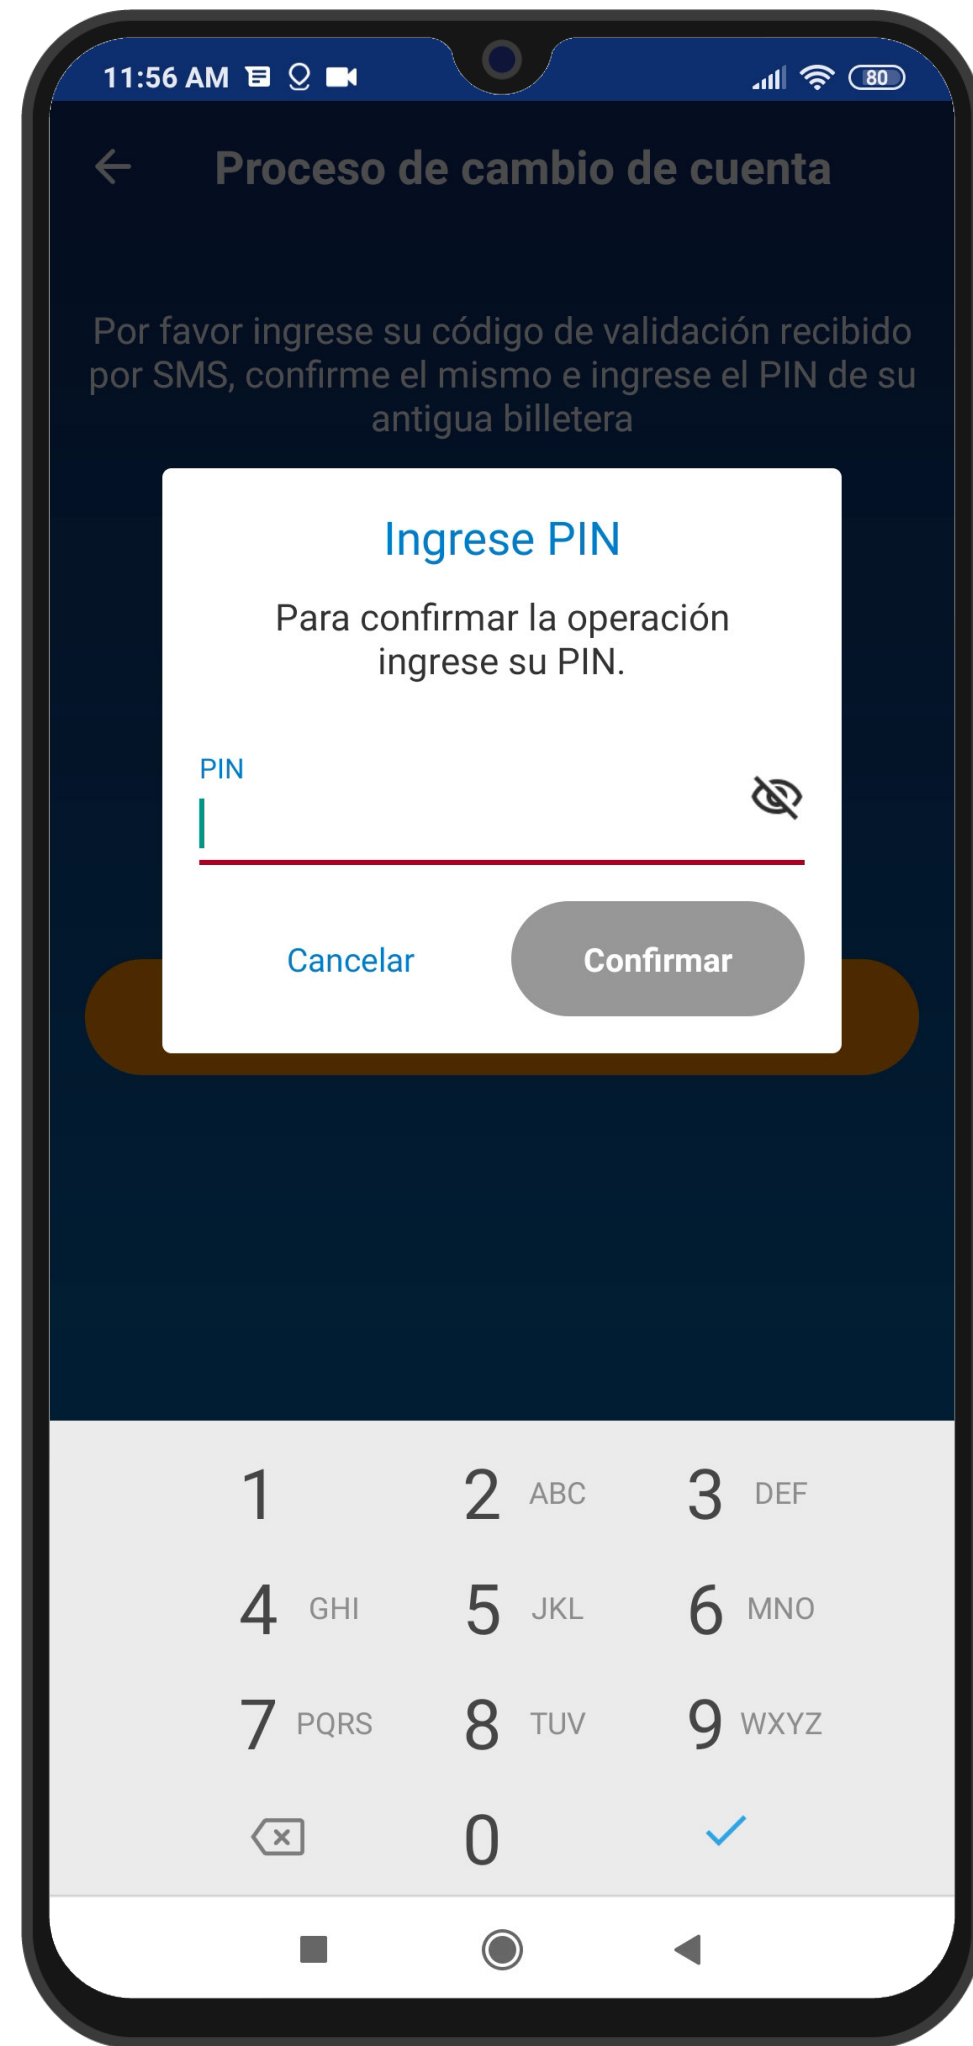 11:56 AM
80
Proceso de cambio de cuenta
Por favor ingrese su código de validación recibido
por SMS, confirme el mismo e ingrese el PIN de su
antigua billetera
Ingrese PIN
Para confirmar la operación
ingrese su PIN.
PIN
Cancelar Confirmar
1 2 ABC 3 DEF
4 GHI 5 JKL 6 MNO
7 PQRS 8 TUV 9 WXYZ
0